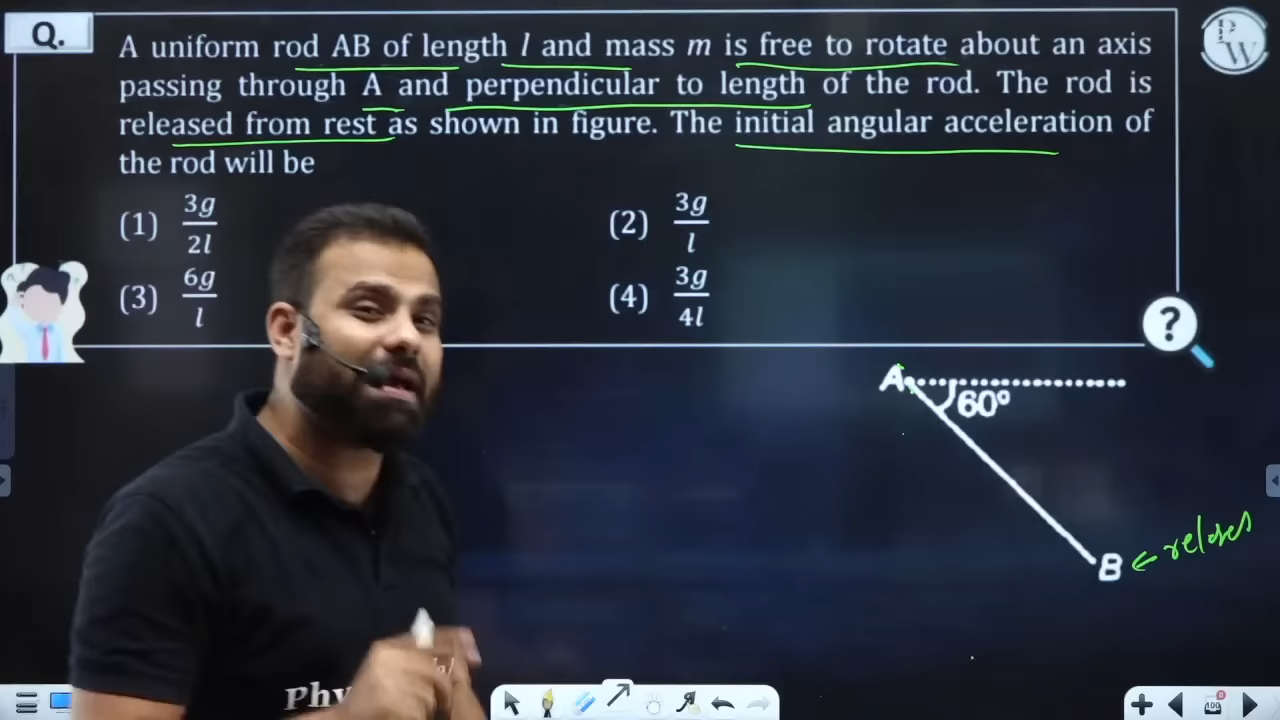 Q.
A uniform rod AB of length l and mass m is free to rotate about an axis
passing through A and perpendicular to length of the rod. The rod is
released from rest as shown in figure. The initial angular acceleration of
the rod will be
(1) 3g/2l
(2) 3g/l
(3) 6g/l
(4) 3g/4l
P
W
?
A
60°
B
Phy